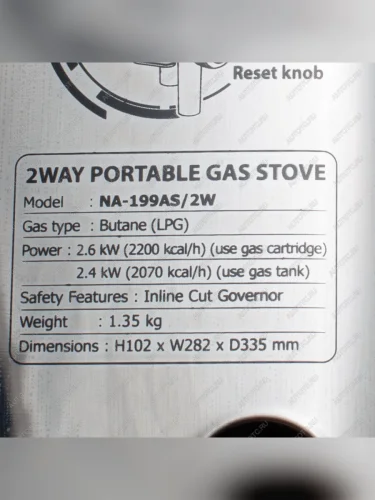 Reset knob
2WAY PORTABLE GAS STOVE
Model : NA-199AS/2W
Gas type : Butane (LPG)
Power : 2.6 kW (2200 kcal/h) (use gas cartridge)
2.4 kW (2070 kcal/h) (use gas tank)
Safety Features : Inline Cut Governor
Weight : 1.35 kg
Dimensions : H102 x W282 x D335 mm